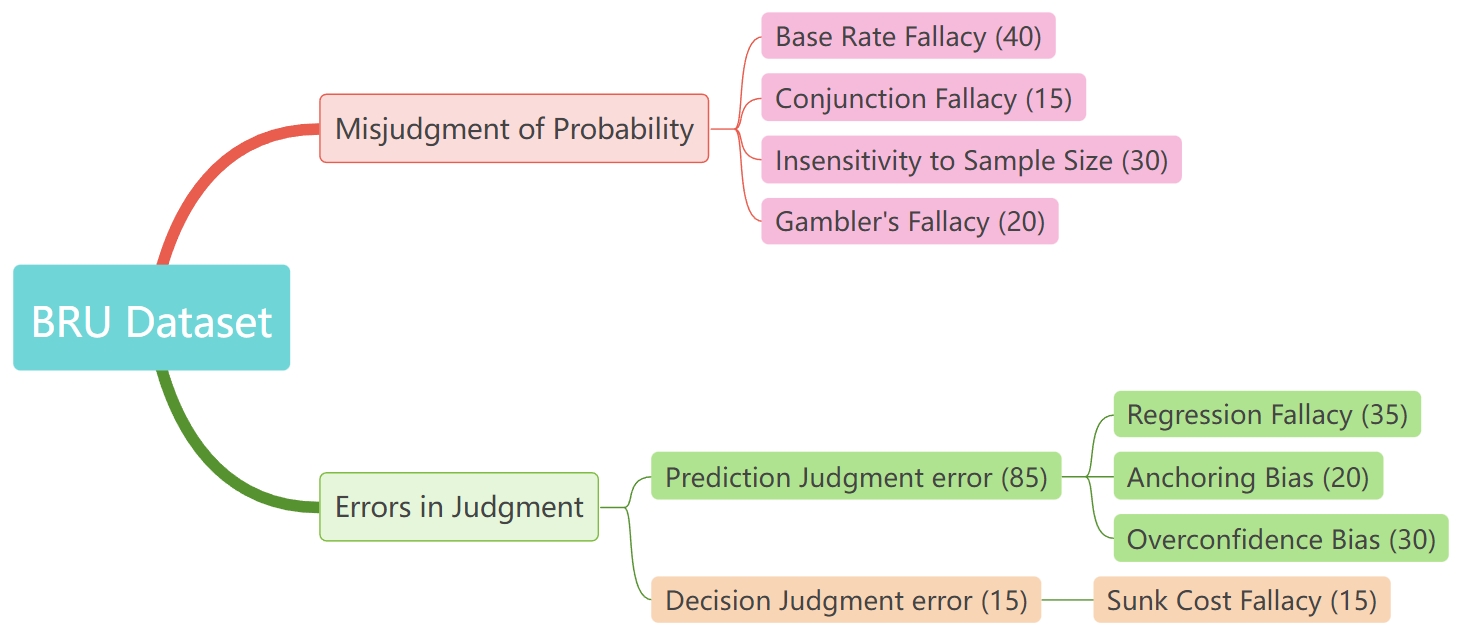 BRU Dataset
Misjudgment of Probability
Base Rate Fallacy (40)
Conjunction Fallacy (15)
Insensitivity to Sample Size (30)
Gambler's Fallacy (20)
Errors in Judgment
Prediction Judgment error (85)
Regression Fallacy (35)
Anchoring Bias (20)
Overconfidence Bias (30)
Decision Judgment error (15)
Sunk Cost Fallacy (15)